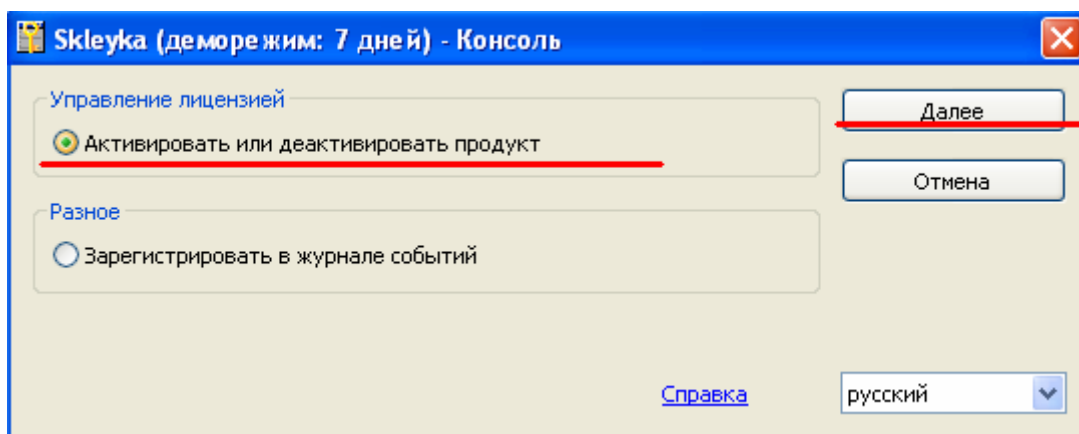 Skleyka (деморежим: 7 дней) - Консоль
Управление лицензией
Активировать или деактивировать продукт
Далее
Отмена
Разное
Зарегистрировать в журнале событий
Справка
русский